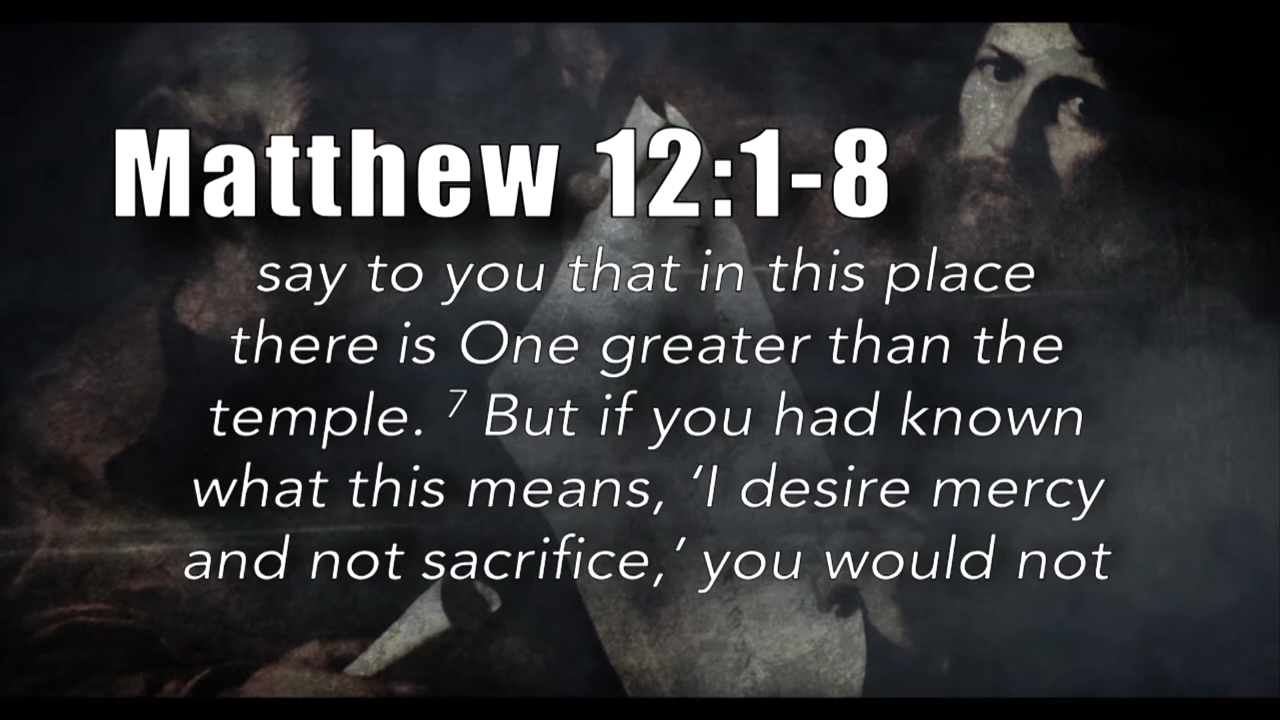 Matthew 12:1-8
say to you that in this place
there is One greater than the
temple. ⁷ But if you had known
what this means, ‘I desire mercy
and not sacrifice,’ you would not